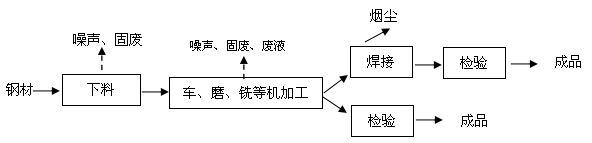 烟尘
噪声、固废
噪声、固废、废液
焊接
检验
成品
钢材
下料
车、磨、铣等机加工
检验
成品